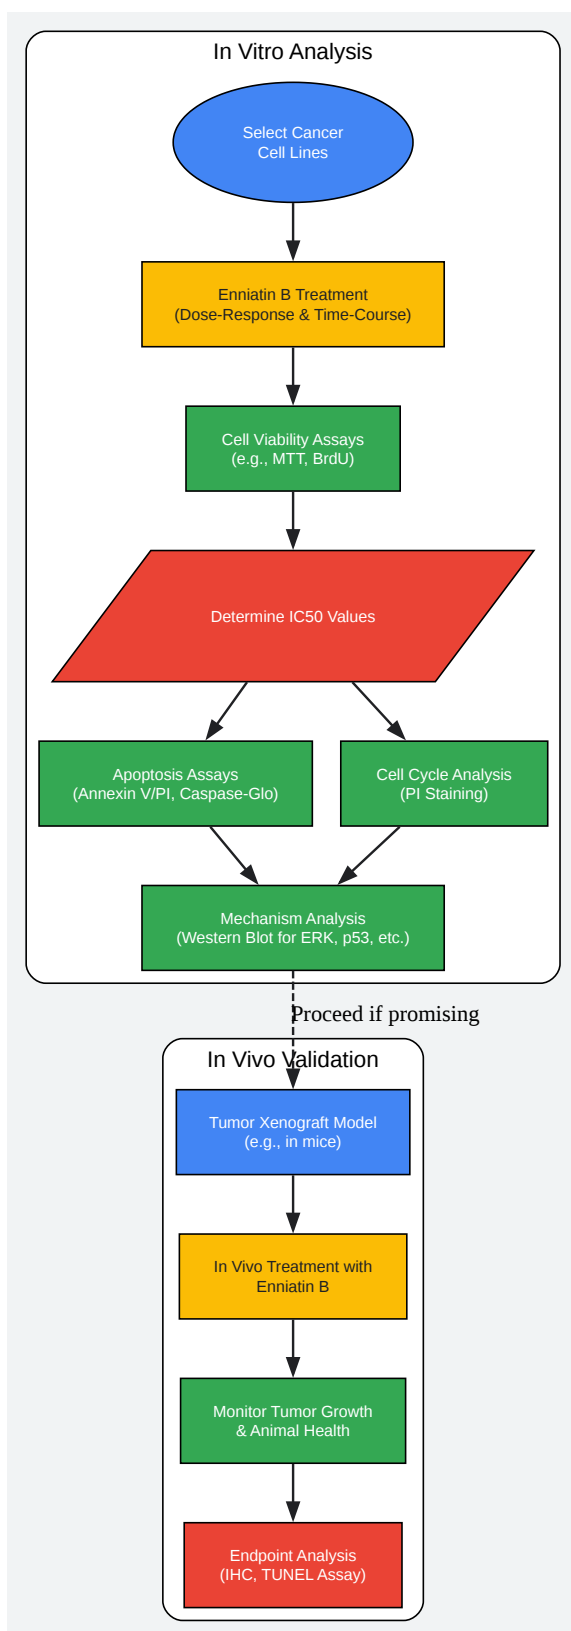 In Vitro Analysis
Select Cancer
Cell Lines
Enniatin B Treatment
(Dose-Response & Time-Course)
Cell Viability Assays
(e.g., MTT, BrdU)
Determine IC50 Values
Apoptosis Assays
(Annexin V/PI, Caspase-Glo)
Cell Cycle Analysis
(PI Staining)
Mechanism Analysis
(Western Blot for ERK, p53, etc.)
Proceed if promising
In Vivo Validation
Tumor Xenograft Model
(e.g., in mice)
In Vivo Treatment with
Enniatin B
Monitor Tumor Growth
& Animal Health
Endpoint Analysis
(IHC, TUNEL Assay)